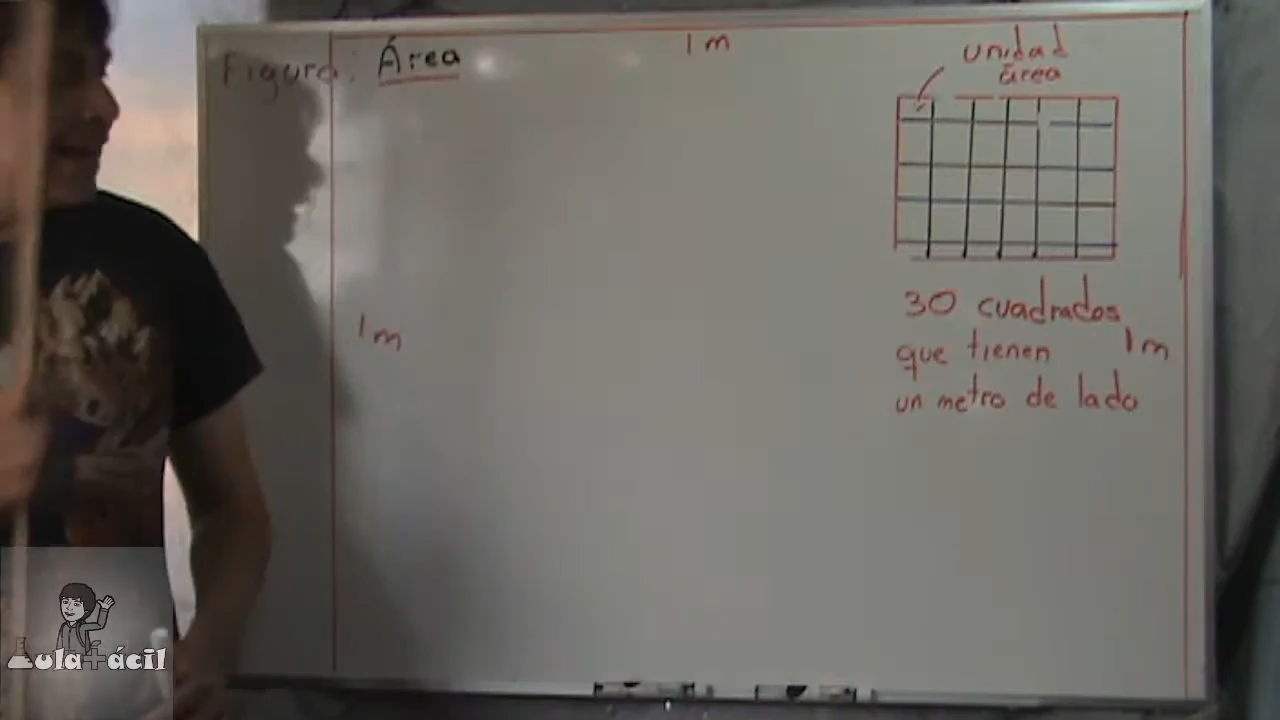 Figura: Área
1 m
unidad
área
1 m
30 cuadrados
que tienen
1 m
un metro de lado
Aula Fácil